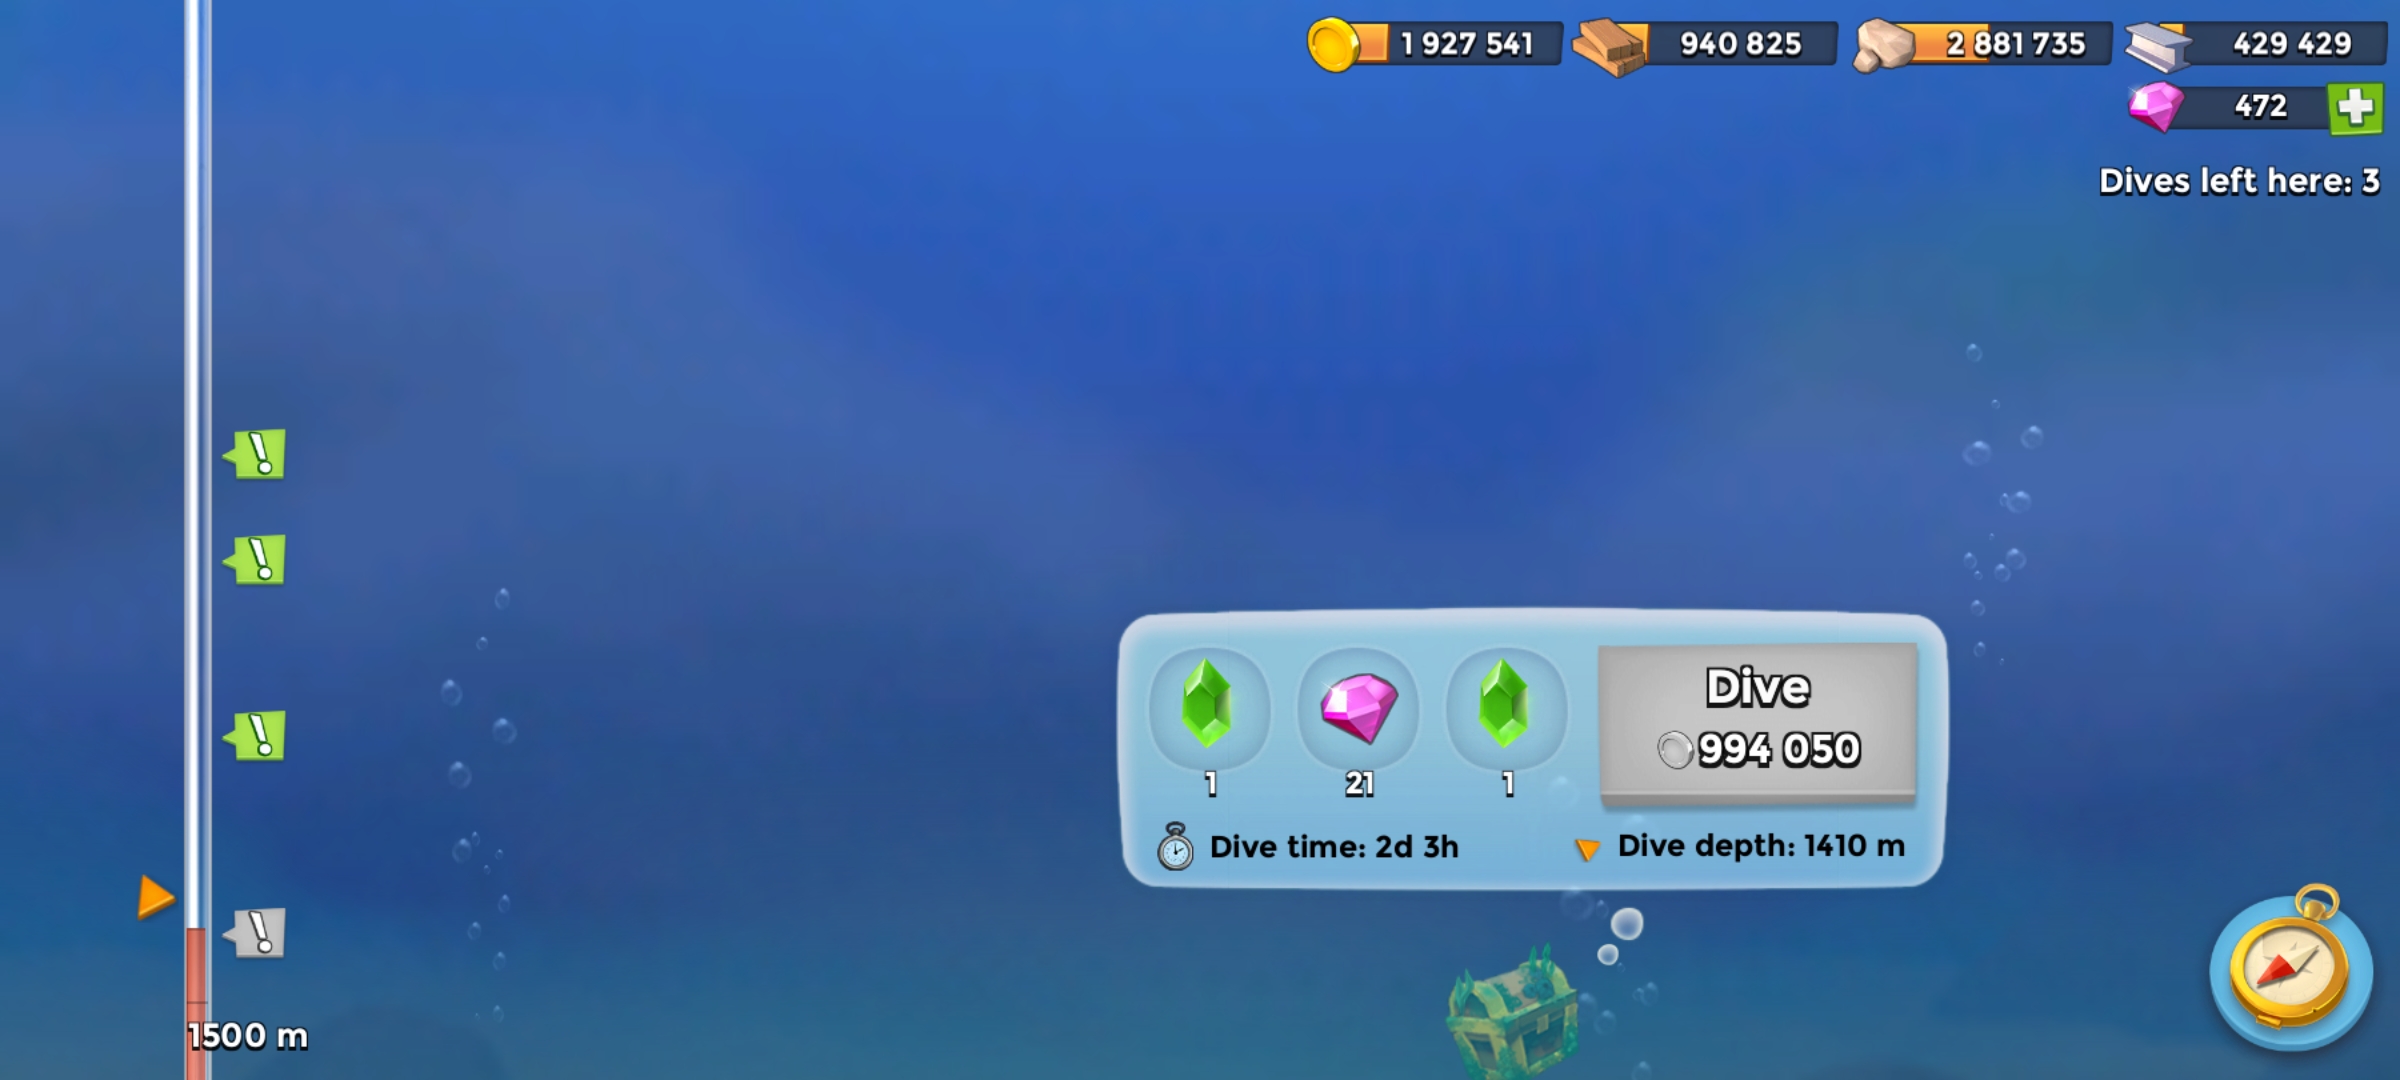 1 927 541
940 825
2 881 735
429 429
472
Dives left here: 3
Dive
994 050
1
21
1
Dive time: 2d 3h
Dive depth: 1410 m
1500 m